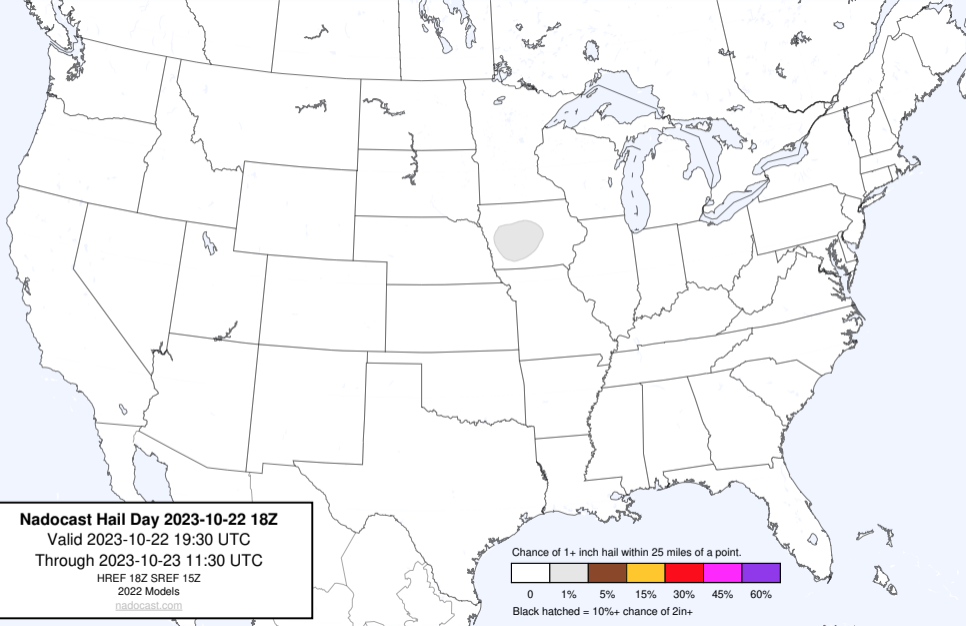 Nadocast Hail Day 2023-10-22 18Z
Valid 2023-10-22 19:30 UTC
Through 2023-10-23 11:30 UTC
HREF 18Z SREF 15Z
2022 Models
nadocast.com
Chance of 1+ inch hail within 25 miles of a point.
0 1% 5% 15% 30% 45% 60%
Black hatched = 10%+ chance of 2in+